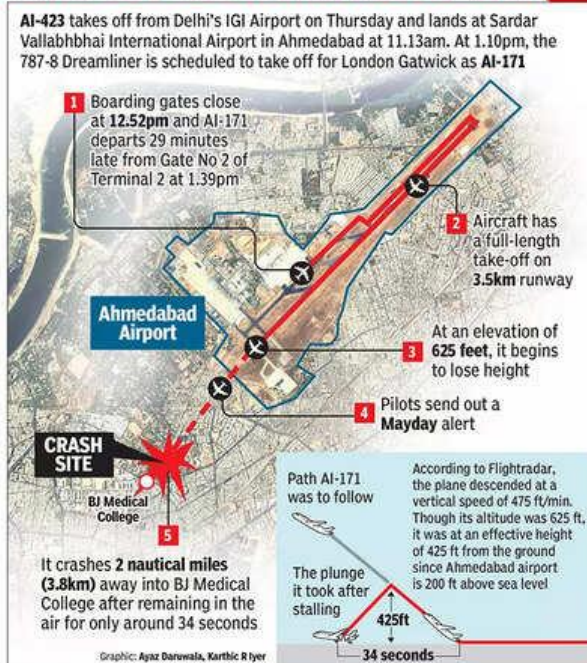 AI-423 takes off from Delhi's IGI Airport on Thursday and lands at Sardar
Vallabhbhai International Airport in Ahmedabad at 11.13am. At 1.10pm, the
787-8 Dreamliner is scheduled to take off for London Gatwick as AI-171
1 Boarding gates close
at 12.52pm and AI-171
departs 29 minutes
late from Gate No 2 of
Terminal 2 at 1.39pm
2 Aircraft has
a full-length
take-off on
3.5km runway
Ahmedabad
Airport
3 At an elevation of
625 feet, it begins
to lose height
4 Pilots send out a
Mayday alert
CRASH
SITE
BJ Medical
College
5
It crashes 2 nautical miles
(3.8km) away into BJ Medical
College after remaining in the
air for only around 34 seconds
Graphic: Ayaz Daruwala, Karthic R Iyer
Path AI-171
was to follow
The plunge
it took after
stalling
According to Flightradar,
the plane descended at a
vertical speed of 475 ft/min.
Though its altitude was 625 ft,
it was at an effective height
of 425 ft from the ground
since Ahmedabad airport
is 200 ft above sea level
425ft
34 seconds